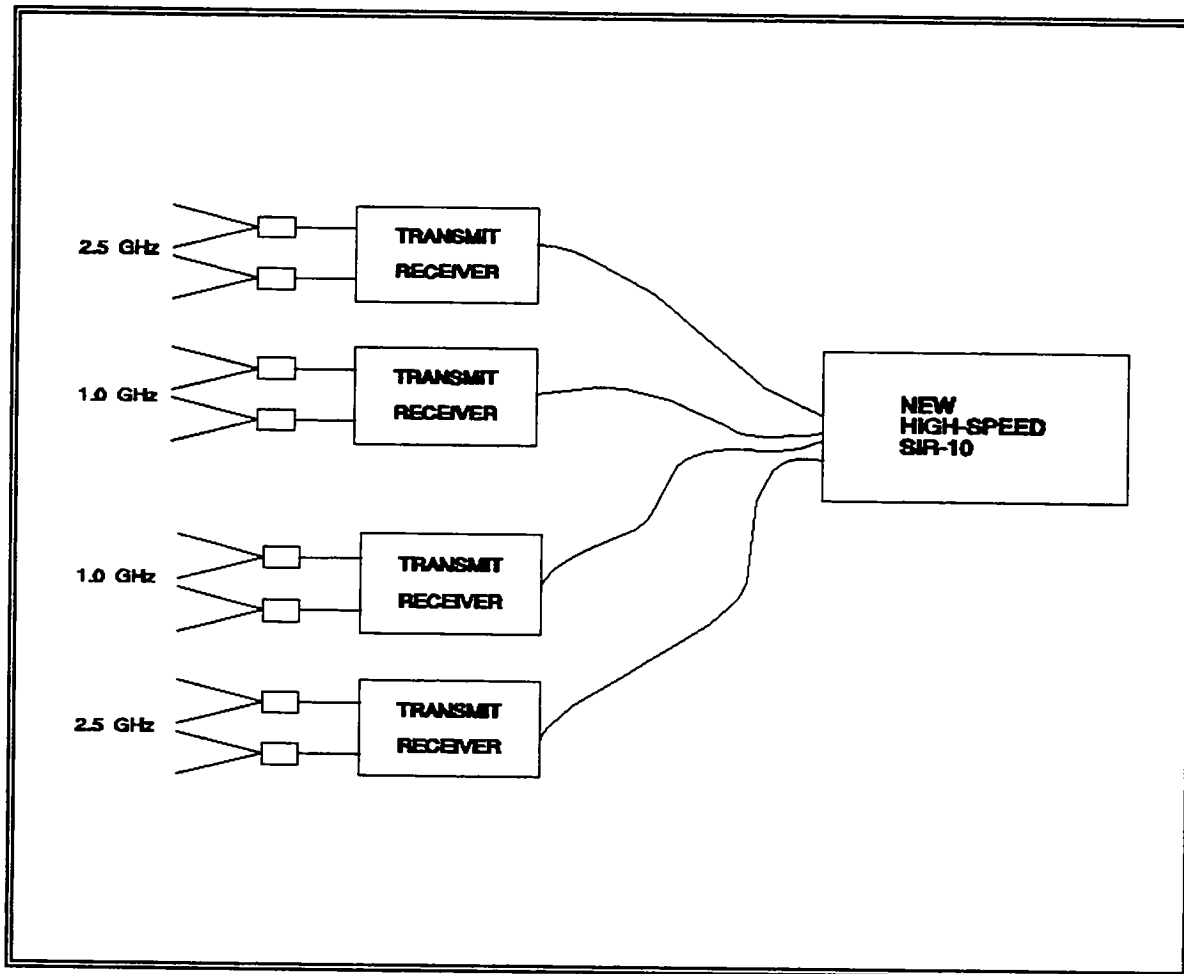 2.5 GHz
TRANSMIT
RECEIVER
1.0 GHz
TRANSMIT
RECEIVER
NEW
HIGH-SPEED
SIR-10
1.0 GHz
TRANSMIT
RECEIVER
2.5 GHz
TRANSMIT
RECEIVER